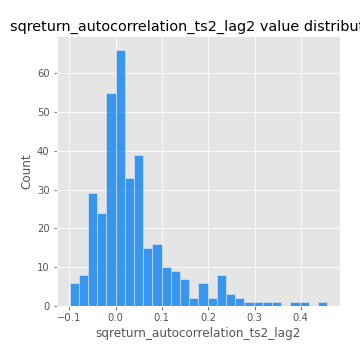 sqreturn_autocorrelation_ts2_lag2 value distribut
60
50
40
30
20
10
0
Count
−0.1 0.0 0.1 0.2 0.3 0.4
sqreturn_autocorrelation_ts2_lag2